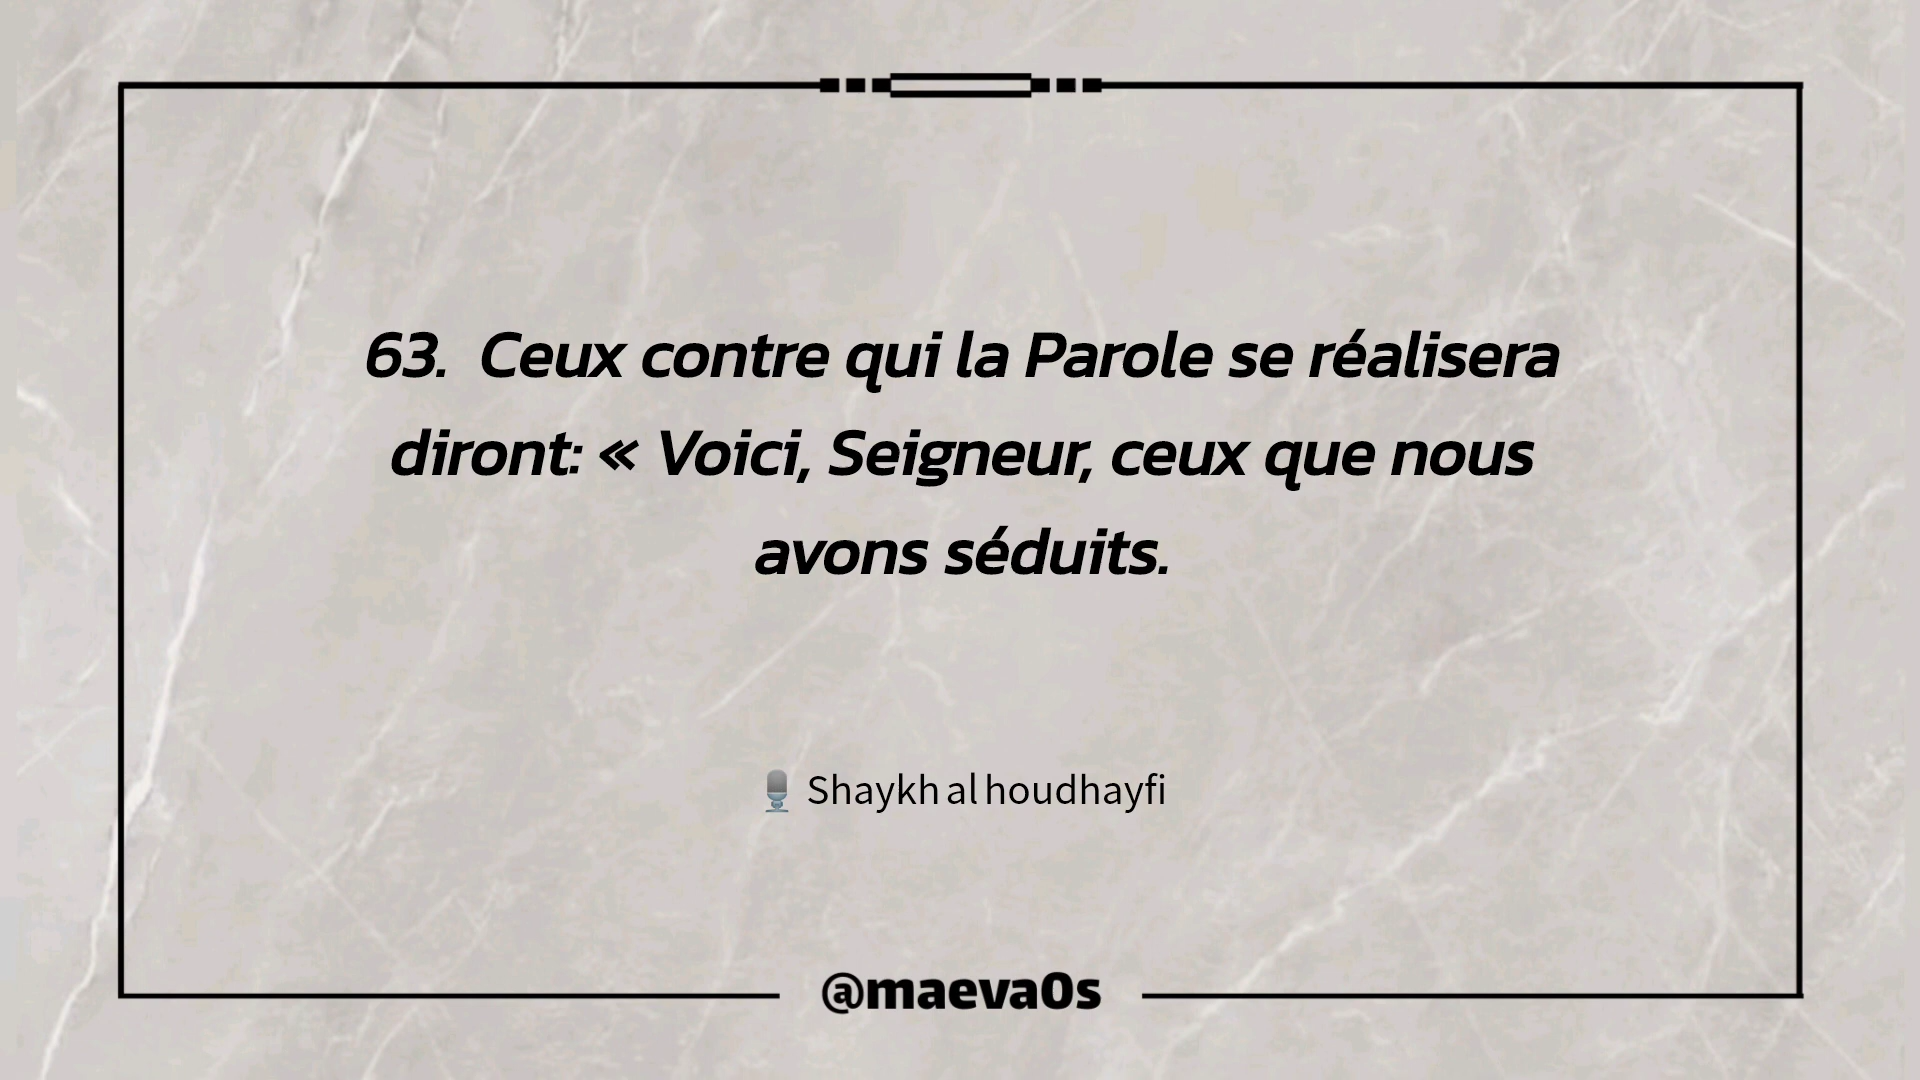 63. Ceux contre qui la Parole se réalisera
diront: « Voici, Seigneur, ceux que nous
avons séduits.
🎙️ Shaykh al houdhayfi
@maeva0s